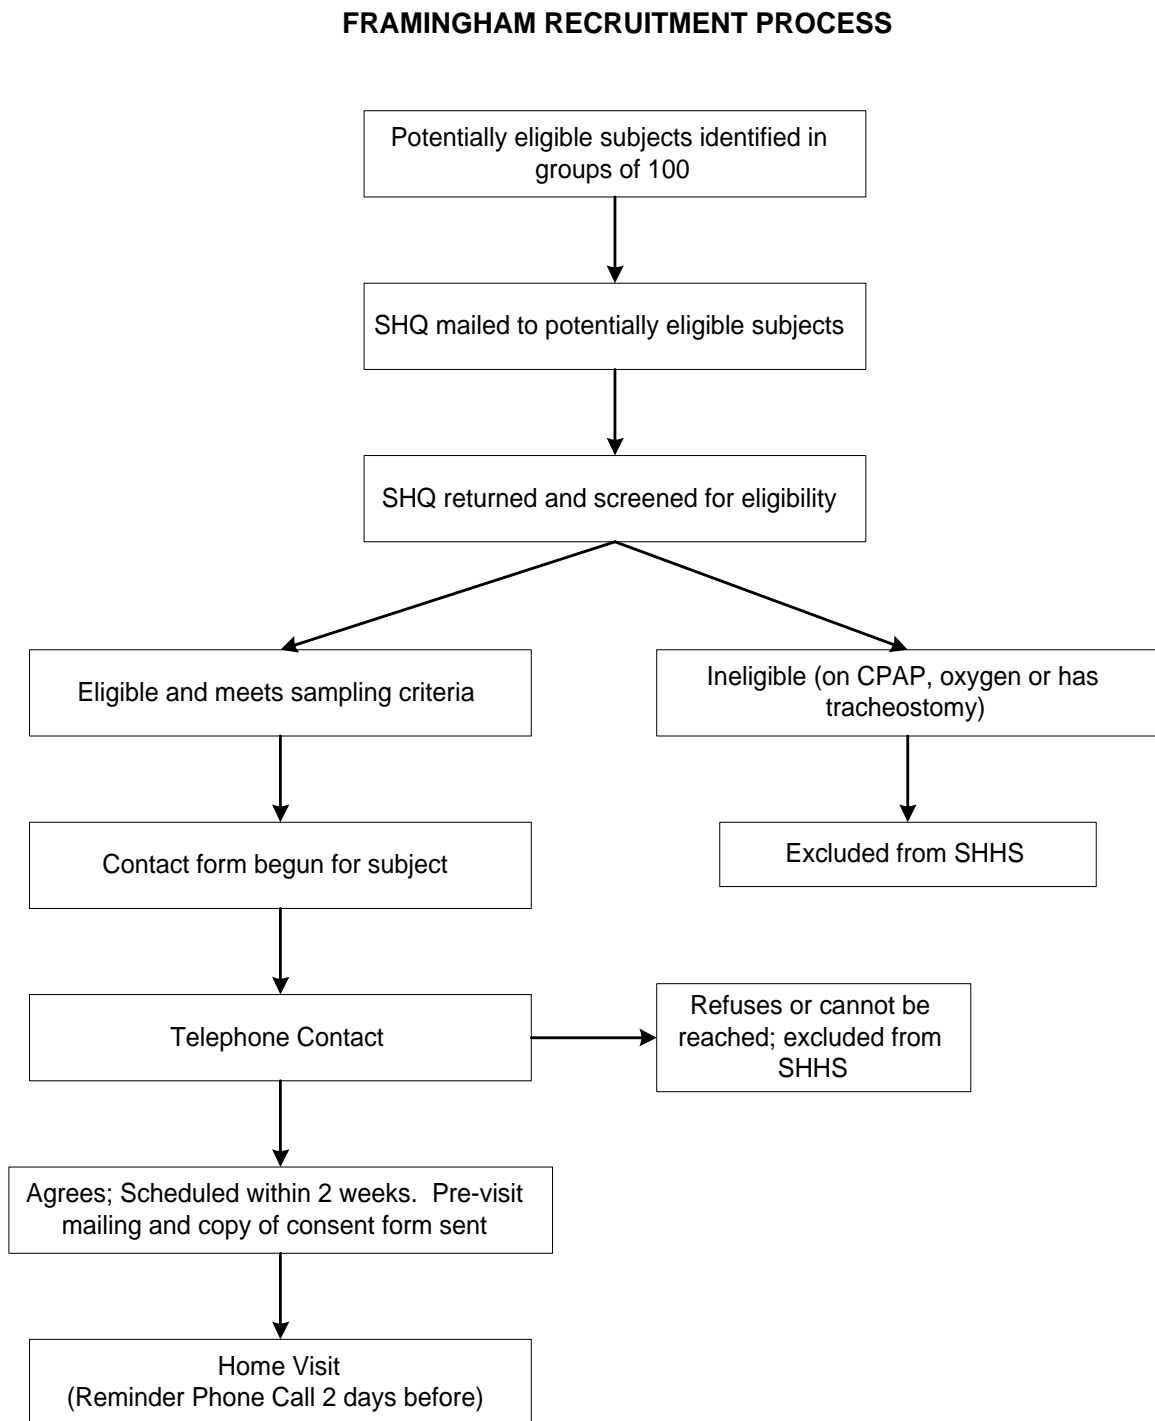 FRAMINGHAM RECRUITMENT PROCESS
Potentially eligible subjects identified in
groups of 100
SHQ mailed to potentially eligible subjects
SHQ returned and screened for eligibility
Eligible and meets sampling criteria
Ineligible (on CPAP, oxygen or has
tracheostomy)
Contact form begun for subject
Excluded from SHHS
Telephone Contact
Refuses or cannot be
reached; excluded from
SHHS
Agrees; Scheduled within 2 weeks.  Pre-visit
mailing and copy of consent form sent
Home Visit
(Reminder Phone Call 2 days before)